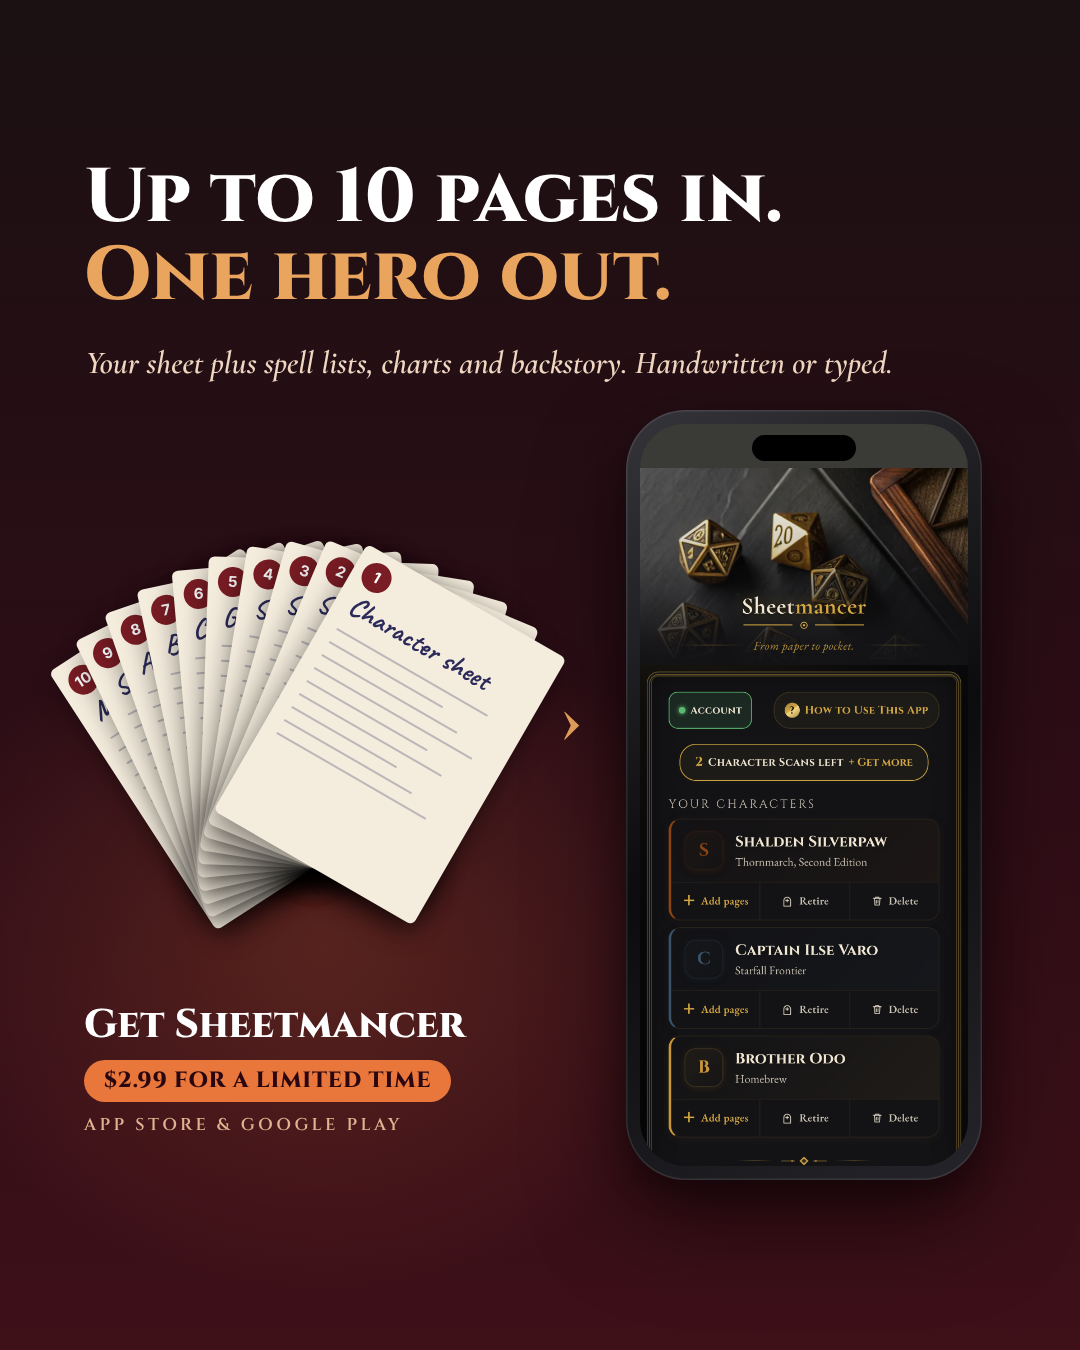 Up to 10 pages in.
One hero out.
Your sheet plus spell lists, charts and backstory. Handwritten or typed.
10
9
8
7
6
5
4
3
2
1
Character sheet
Get Sheetmancer
$2.99 for a limited time
APP STORE & GOOGLE PLAY
20
Sheetmancer
From paper to pocket.
Account
? How to Use This App
2 Character Scans left + Get more
YOUR CHARACTERS
S
Shalden Silverpaw
Thornmarch, Second Edition
+ Add pages Retire Delete
C
Captain Ilse Varo
Starfall Frontier
+ Add pages Retire Delete
B
Brother Odo
Homebrew
+ Add pages Retire Delete